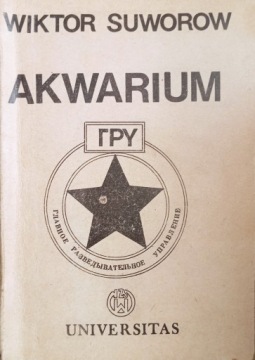 WIKTOR SUWOROW
AKWARIUM
ГРУ
ГЛАВНОЕ РАЗВЕДЫВАТЕЛЬНОЕ УПРАВЛЕНИЕ
UNIVERSITAS